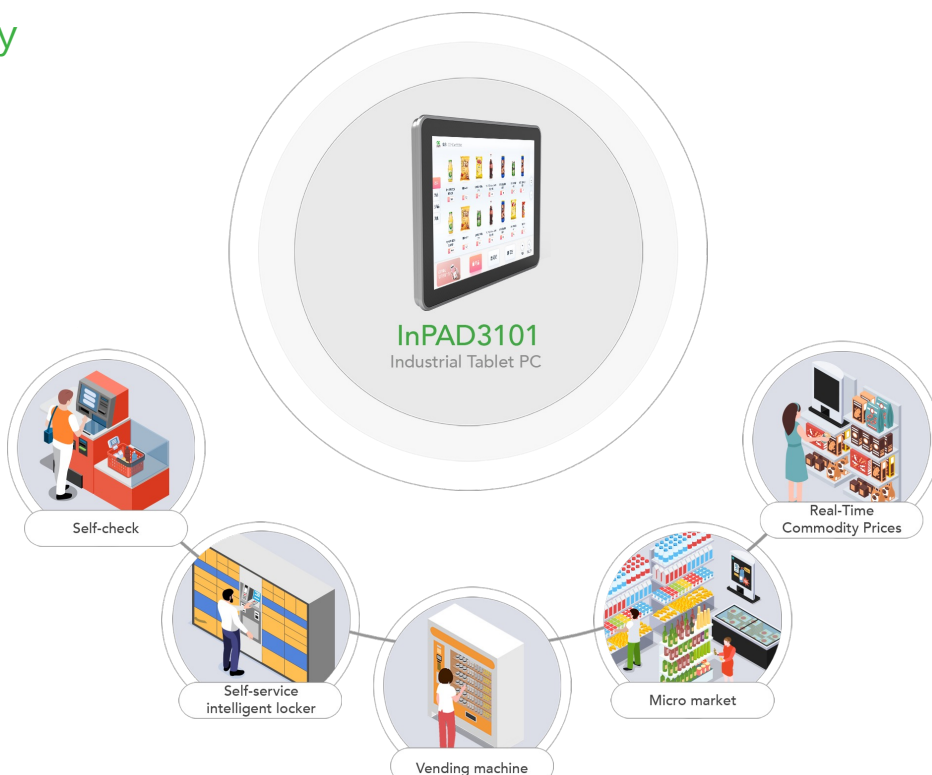 y
InPAD3101
Industrial Tablet PC
Self-check
Real-Time
Commodity Prices
Self-service
intelligent locker
Micro market
Vending machine